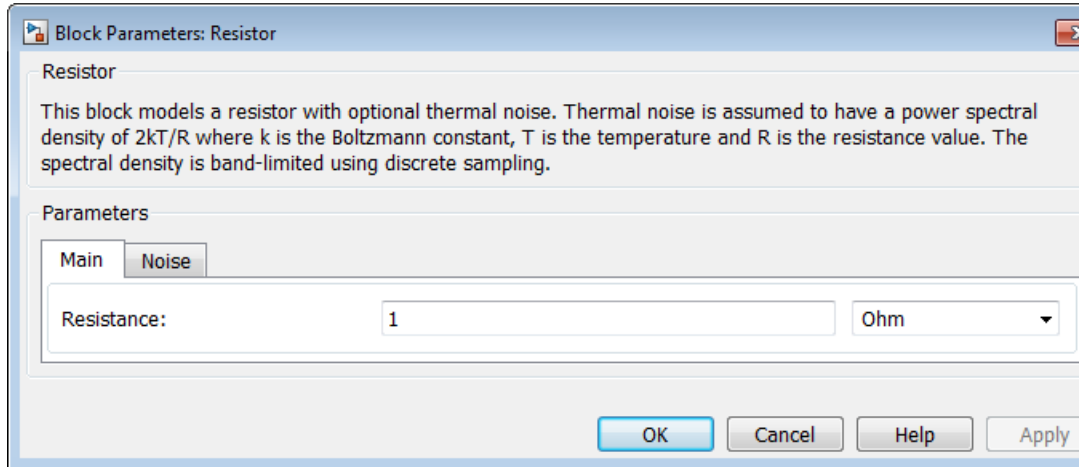 Block Parameters: Resistor
Resistor
This block models a resistor with optional thermal noise. Thermal noise is assumed to have a power spectral
density of 2kT/R where k is the Boltzmann constant, T is the temperature and R is the resistance value. The
spectral density is band-limited using discrete sampling.
Parameters
Main Noise
Resistance: 1 Ohm
OK Cancel Help Apply